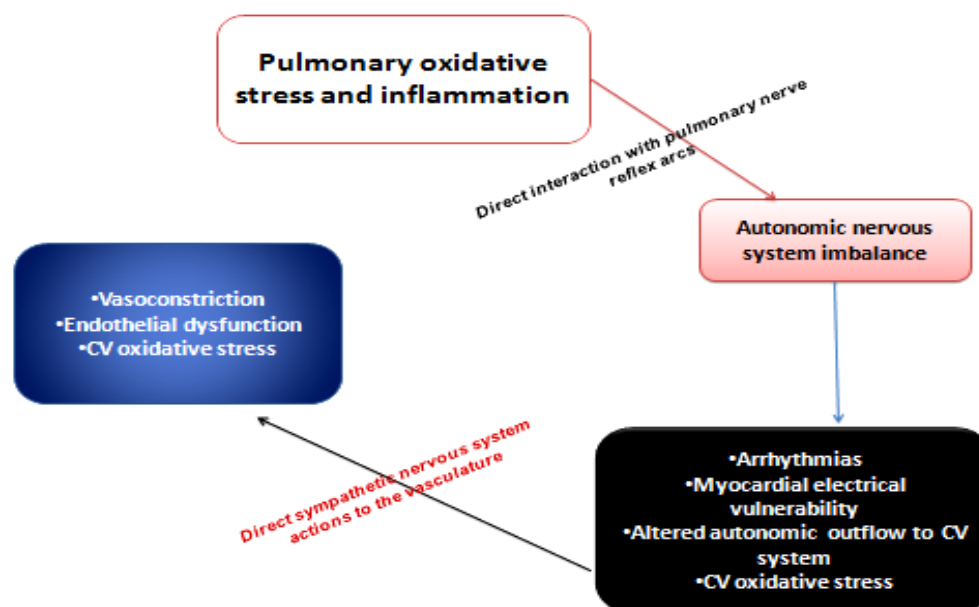 Pulmonary oxidative
stress and inflammation
Direct interaction with pulmonary nerve
reflex arcs
Autonomic nervous
system imbalance
•Vasoconstriction
•Endothelial dysfunction
•CV oxidative stress
Direct sympathetic nervous system
actions to the vasculature
•Arrhythmias
•Myocardial electrical
vulnerability
•Altered autonomic outflow to CV
system
•CV oxidative stress